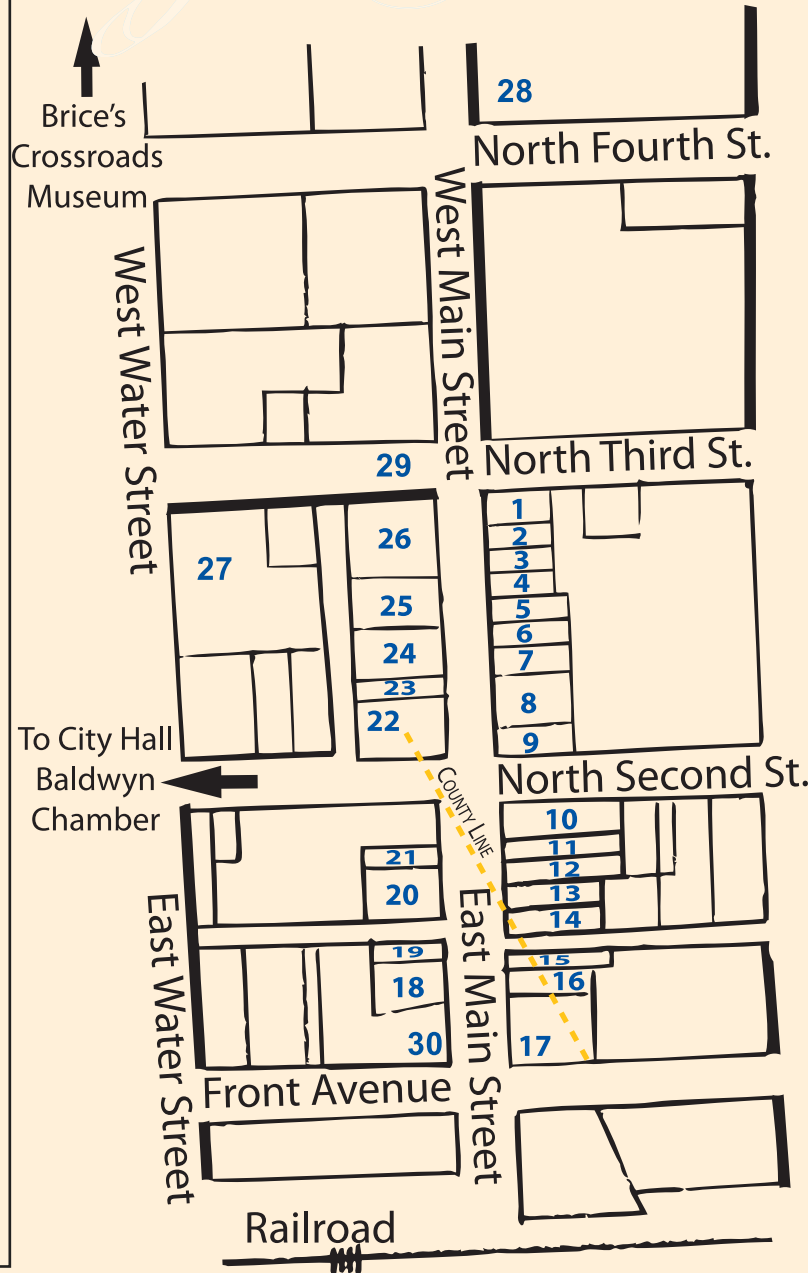 28
Brice's
Crossroads
Museum
North Fourth St.
West Main Street
West Water Street
North Third St.
29
1
2
3
4
5
6
7
8
9
26
25
24
23
22
27
To City Hall
Baldwyn
Chamber
North Second St.
County Line
10
11
12
13
14
21
20
East Water Street
East Main Street
15
16
17
19
18
30
Front Avenue
Railroad